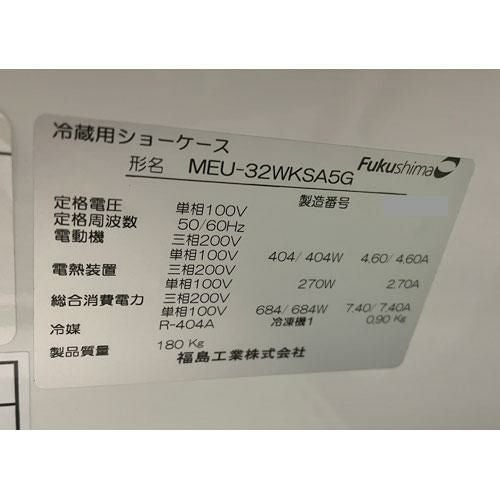 冷蔵用ショーケース
形名 MEU-32WKSA5G Fukushima
製造番号
定格電圧 単相100V
定格周波数 50/60Hz
電動機 三相200V
単相100V 404/404W 4.60/4.60A
電熱装置 三相200V
単相100V 270W 2.70A
総合消費電力 三相200V
単相100V 684/684W 7.40/7.40A
冷媒 R-404A 冷凍機1 0.90 Kg
製品質量 180 Kg
福島工業株式会社